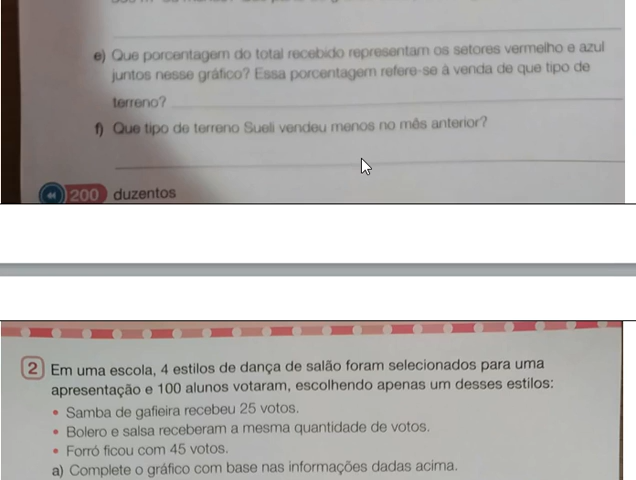 e) Que porcentagem do total recebido representam os setores vermelho e azul
juntos nesse gráfico? Essa porcentagem refere-se à venda de que tipo de
terreno?
f) Que tipo de terreno Sueli vendeu menos no mês anterior?
200 duzentos
2 Em uma escola, 4 estilos de dança de salão foram selecionados para uma
apresentação e 100 alunos votaram, escolhendo apenas um desses estilos:
• Samba de gafieira recebeu 25 votos.
• Bolero e salsa receberam a mesma quantidade de votos.
• Forró ficou com 45 votos.
a) Complete o gráfico com base nas informações dadas acima.